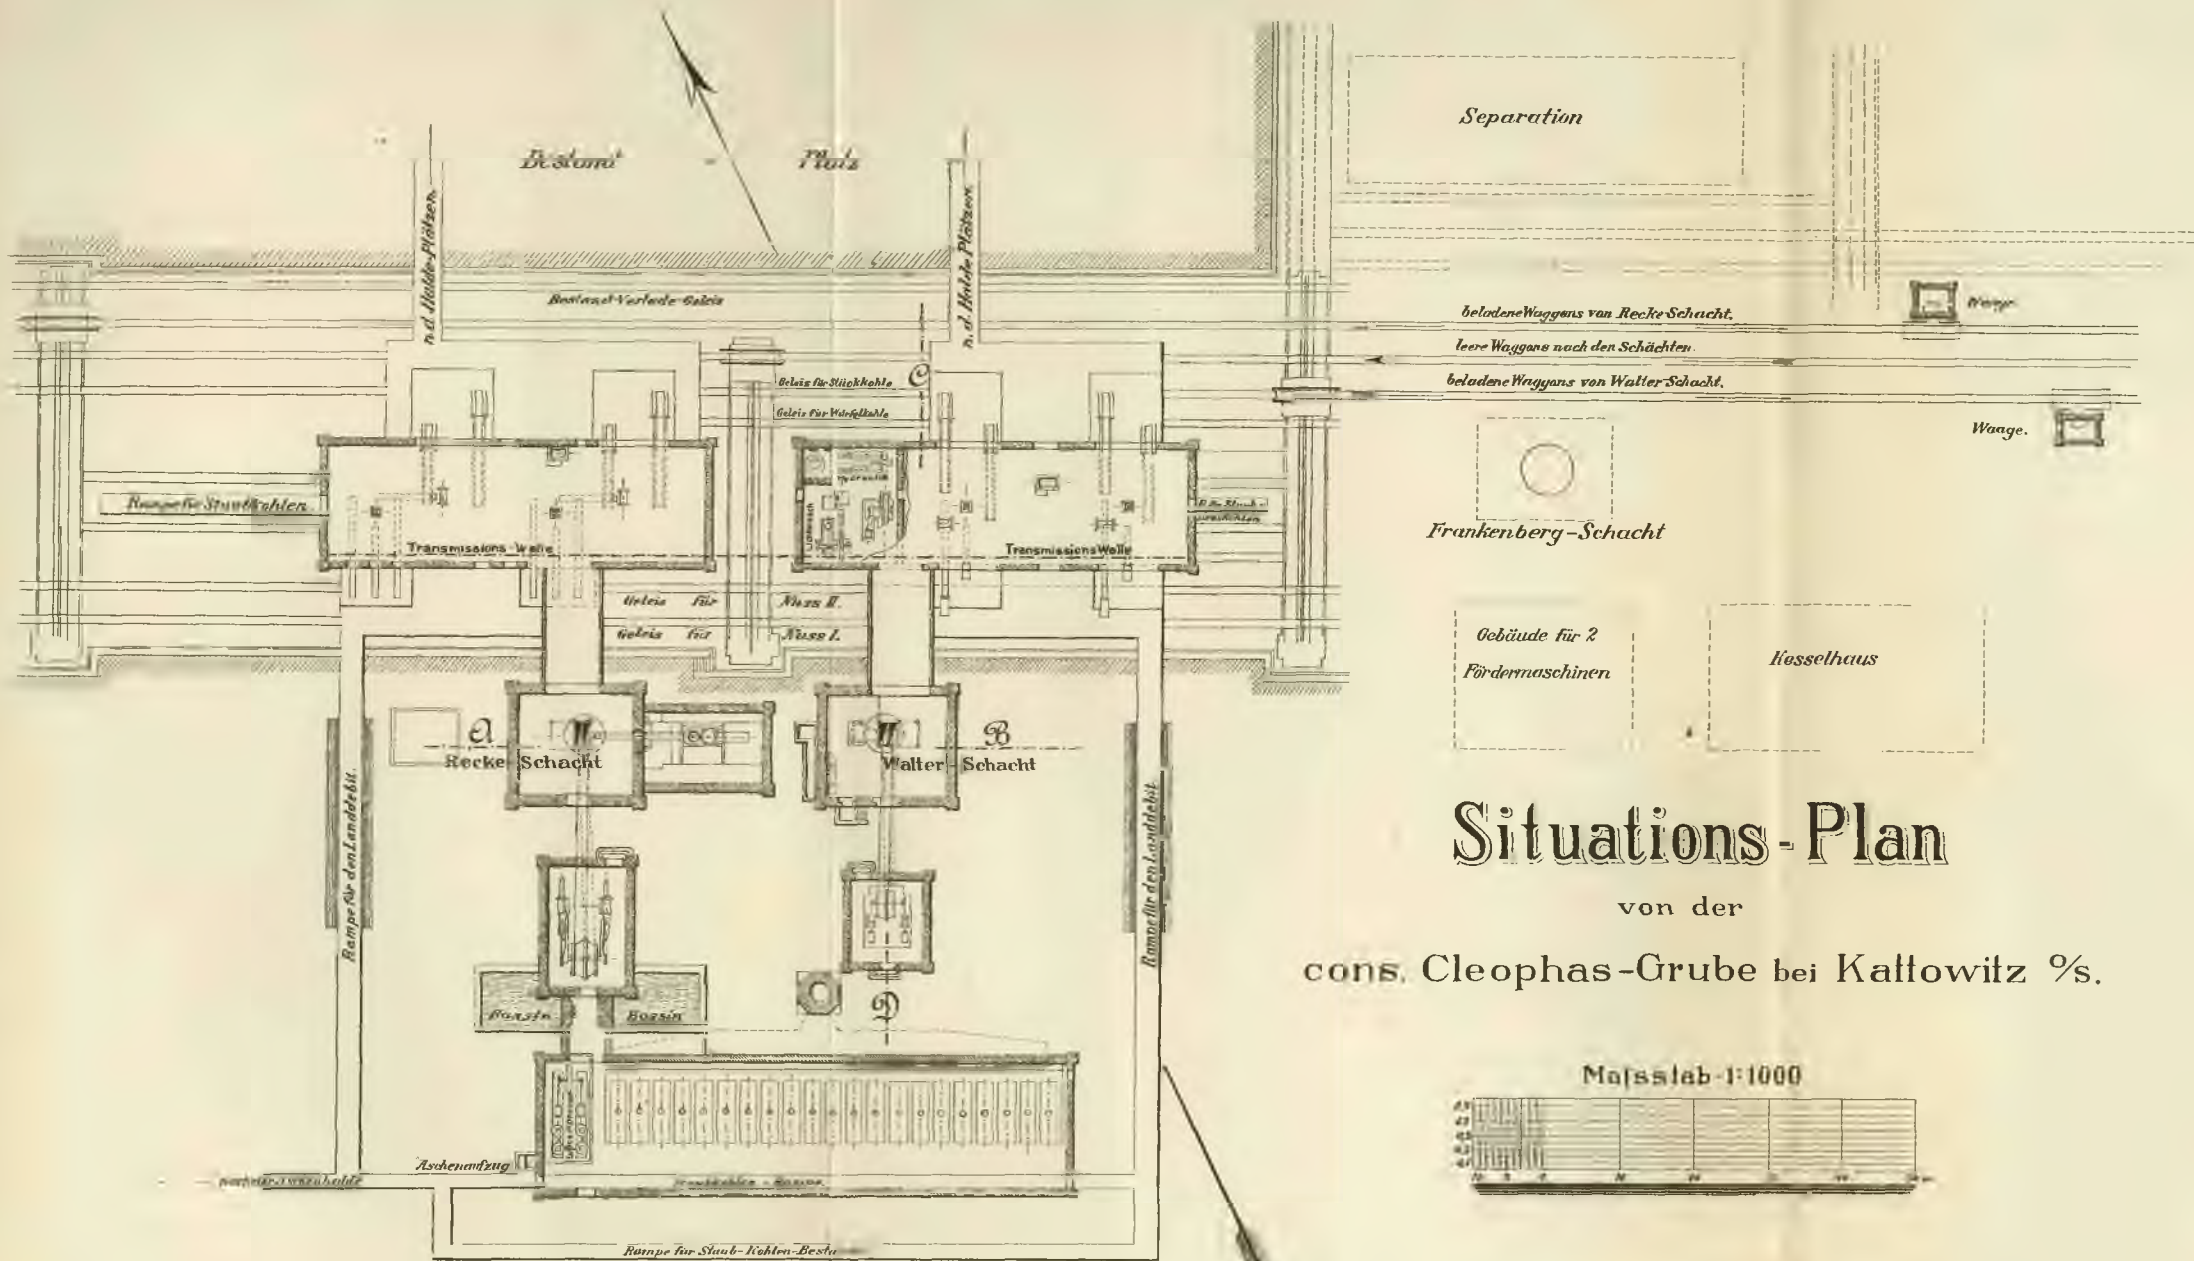 Bestand - Platz
Separation
n.d. Halde-Plätzen.
n.d. Halde Plätzen.
Bestand-Verlade-Geleis
beladene Waggons von Recke-Schacht.
Waage.
leere Waggons nach den Schächten.
beladene Waggons von Walter-Schacht.
Waage.
Geleis für Stückkohle
Geleis für Würfelkohle
C
Rampe für Staubkohlen
Transmissions-Welle
Transmissions Welle
Frankenberg-Schacht
Geleis für Nuss II.
Geleis für Nuss I.
Gebäude für 2
Fördermaschinen
Kesselhaus
A
Recke-Schacht
B
Walter-Schacht
Rampe für den Landdebit.
Rampe für den Landdebit
Situations-Plan
von der
cons. Cleophas-Grube bei Kattowitz O/S.
Bassin
Bassin
D
Maassstab-1:1000
Aschenaufzug
Rampe für Staub-Kohlen-Besta